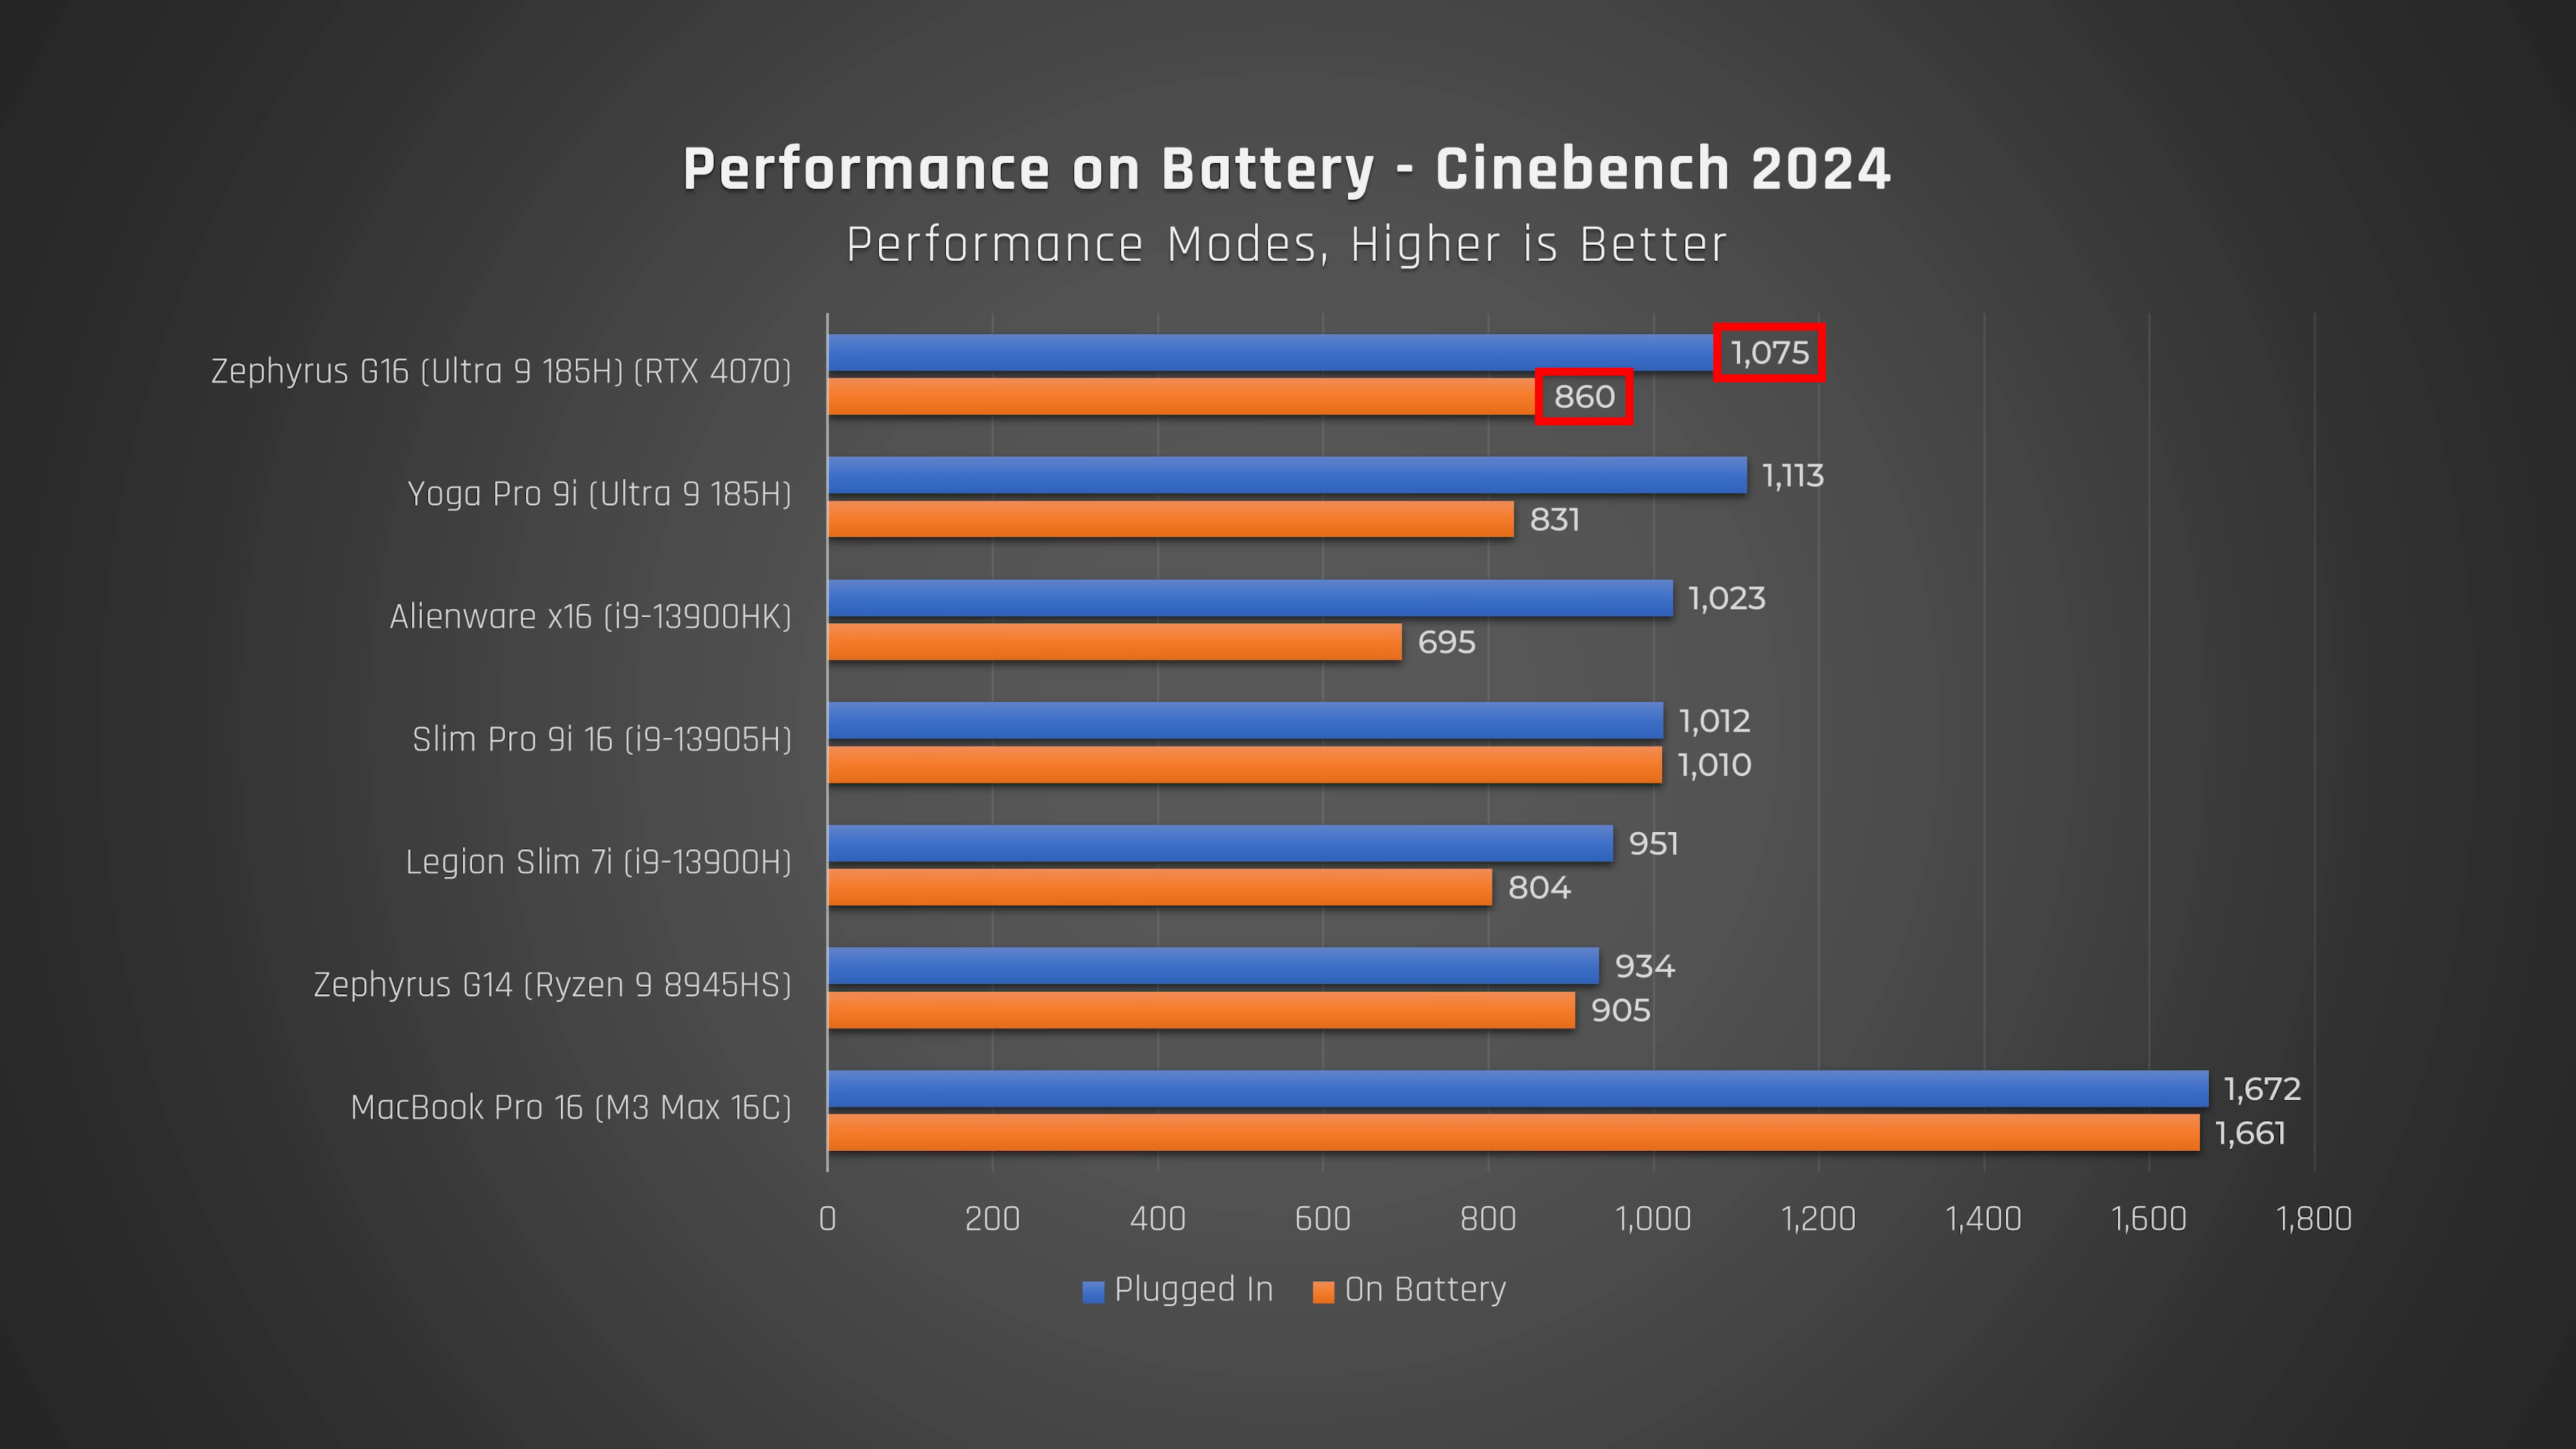 Performance on Battery - Cinebench 2024
Performance Modes, Higher is Better
Zephyrus G16 (Ultra 9 185H) (RTX 4070)
1,075
860
Yoga Pro 9i (Ultra 9 185H)
1,113
831
Alienware x16 (i9-13900HK)
1,023
695
Slim Pro 9i 16 (i9-13905H)
1,012
1,010
Legion Slim 7i (i9-13900H)
951
804
Zephyrus G14 (Ryzen 9 8945HS)
934
905
MacBook Pro 16 (M3 Max 16C)
1,672
1,661
0 200 400 600 800 1,000 1,200 1,400 1,600 1,800
Plugged In On Battery